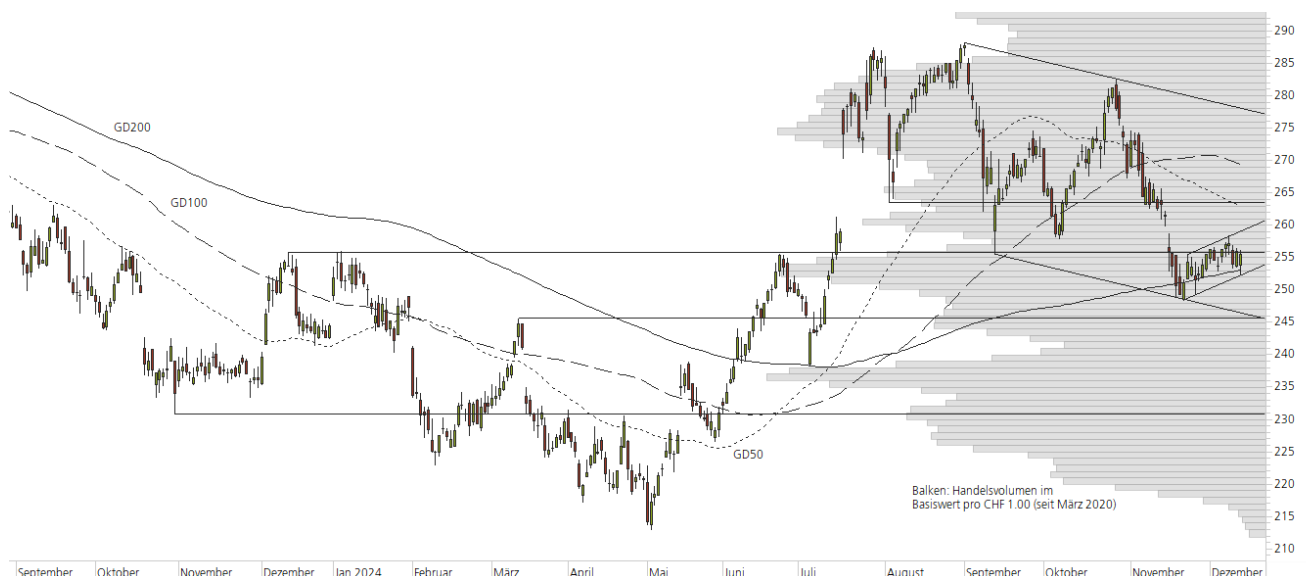 290
285
280
275
270
265
260
255
250
245
240
235
230
225
220
215
210
GD200
GD100
GD50
Balken: Handelsvolumen im
Basiswert pro CHF 1.00 (seit März 2020)
September Oktober November Dezember Jan 2024 Februar März April Mai Juni Juli August September Oktober November Dezember